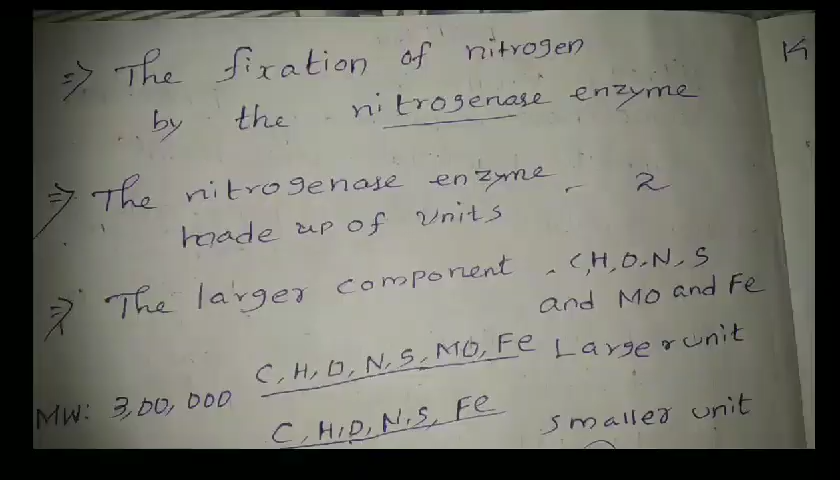 ⇒ The fixation of nitrogen
by the nitrogenase enzyme
⇒ The nitrogenase enzyme - 2
made up of units
⇒ The larger component . C,H,O,N,S
and MO and Fe
C,H,O,N,S,MO,Fe Larger unit
MW: 3,00,000
C,H,O,N,S,Fe smaller unit
K